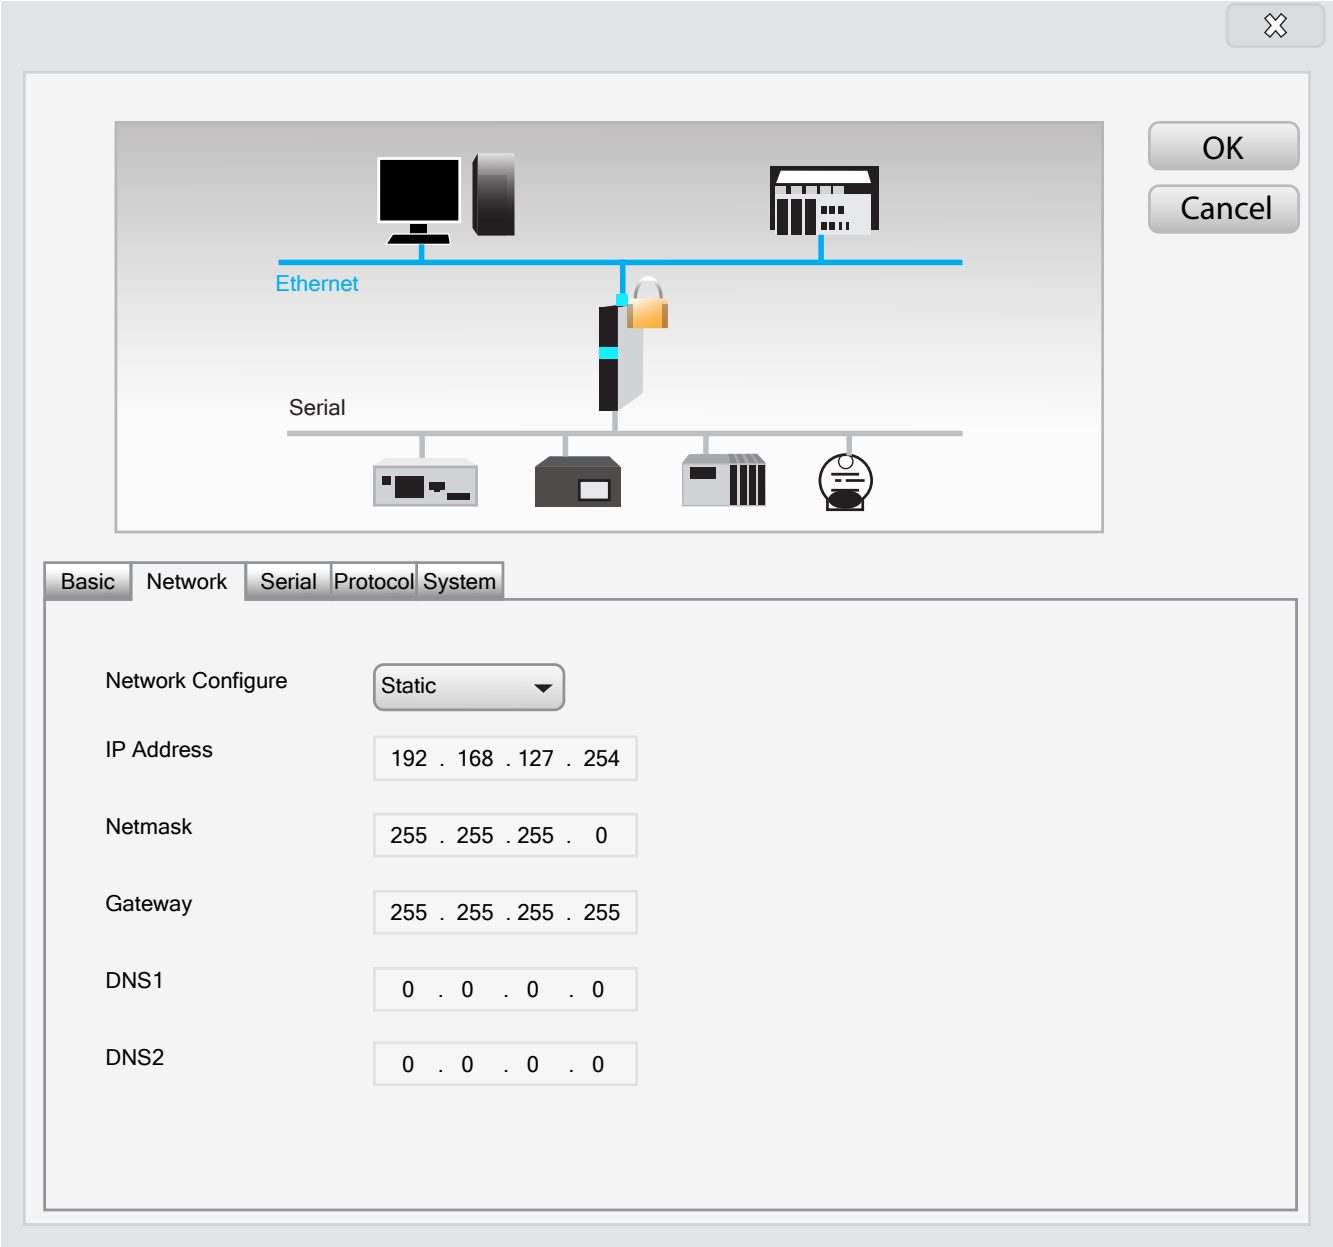 OK
Cancel
Ethernet
Serial
Basic Network Serial Protocol System
Network Configure Static
IP Address 192 . 168 . 127 . 254
Netmask 255 . 255 . 255 . 0
Gateway 255 . 255 . 255 . 255
DNS1 0 . 0 . 0 . 0
DNS2 0 . 0 . 0 . 0